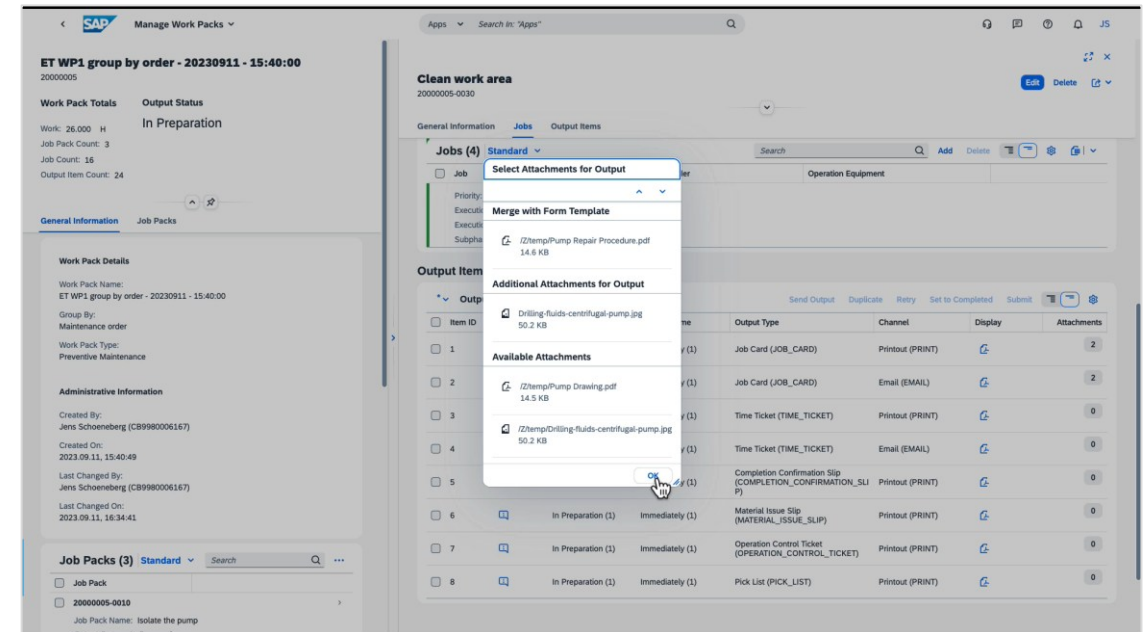 SAP
Manage Work Packs
Apps
Search In: "Apps"
JS
ET WP1 group by order - 20230911 - 15:40:00
20000005
Work Pack Totals
Output Status
Work: 26.000 H
In Preparation
Job Pack Count: 3
Job Count: 16
Output Item Count: 24
General Information
Job Packs
Work Pack Details
Work Pack Name:
ET WP1 group by order - 20230911 - 15:40:00
Group By:
Maintenance order
Work Pack Type:
Preventive Maintenance
Administrative Information
Created By:
Jens Schoeneberg (CB9980006167)
Created On:
2023.09.11, 15:40:49
Last Changed By:
Jens Schoeneberg (CB9980006167)
Last Changed On:
2023.09.11, 16:34:41
Job Packs (3) Standard
Search
Job Pack
20000005-0010
Job Pack Name: Isolate the pump
Clean work area
20000005-0030
Edit
Delete
General Information
Jobs
Output Items
Jobs (4) Standard
Search
Add
Delete
Job
Operation Equipment
Priority:
Subpha
Output Item
Send Output
Duplicate
Retry
Set to Completed
Submit
Item ID
Output Type
Channel
Display
Attachments
1
Job Card (JOB_CARD)
Printout (PRINT)
2
2
Job Card (JOB_CARD)
Email (EMAIL)
2
3
Time Ticket (TIME_TICKET)
Printout (PRINT)
0
4
Time Ticket (TIME_TICKET)
Email (EMAIL)
0
5
Completion Confirmation Slip
(COMPLETION_CONFIRMATION_SLI
P)
Printout (PRINT)
0
6
In Preparation (1)
Immediately (1)
Material Issue Slip
(MATERIAL_ISSUE_SLIP)
Printout (PRINT)
0
7
In Preparation (1)
Immediately (1)
Operation Control Ticket
(OPERATION_CONTROL_TICKET)
Printout (PRINT)
0
8
In Preparation (1)
Immediately (1)
Pick List (PICK_LIST)
Printout (PRINT)
0
Select Attachments for Output
Merge with Form Template
/Z/temp/Pump Repair Procedure.pdf
14.6 KB
Additional Attachments for Output
Drilling-fluids-centrifugal-pump.jpg
50.2 KB
Available Attachments
/Z/temp/Pump Drawing.pdf
14.5 KB
/Z/temp/Drilling-fluids-centrifugal-pump.jpg
50.2 KB
OK